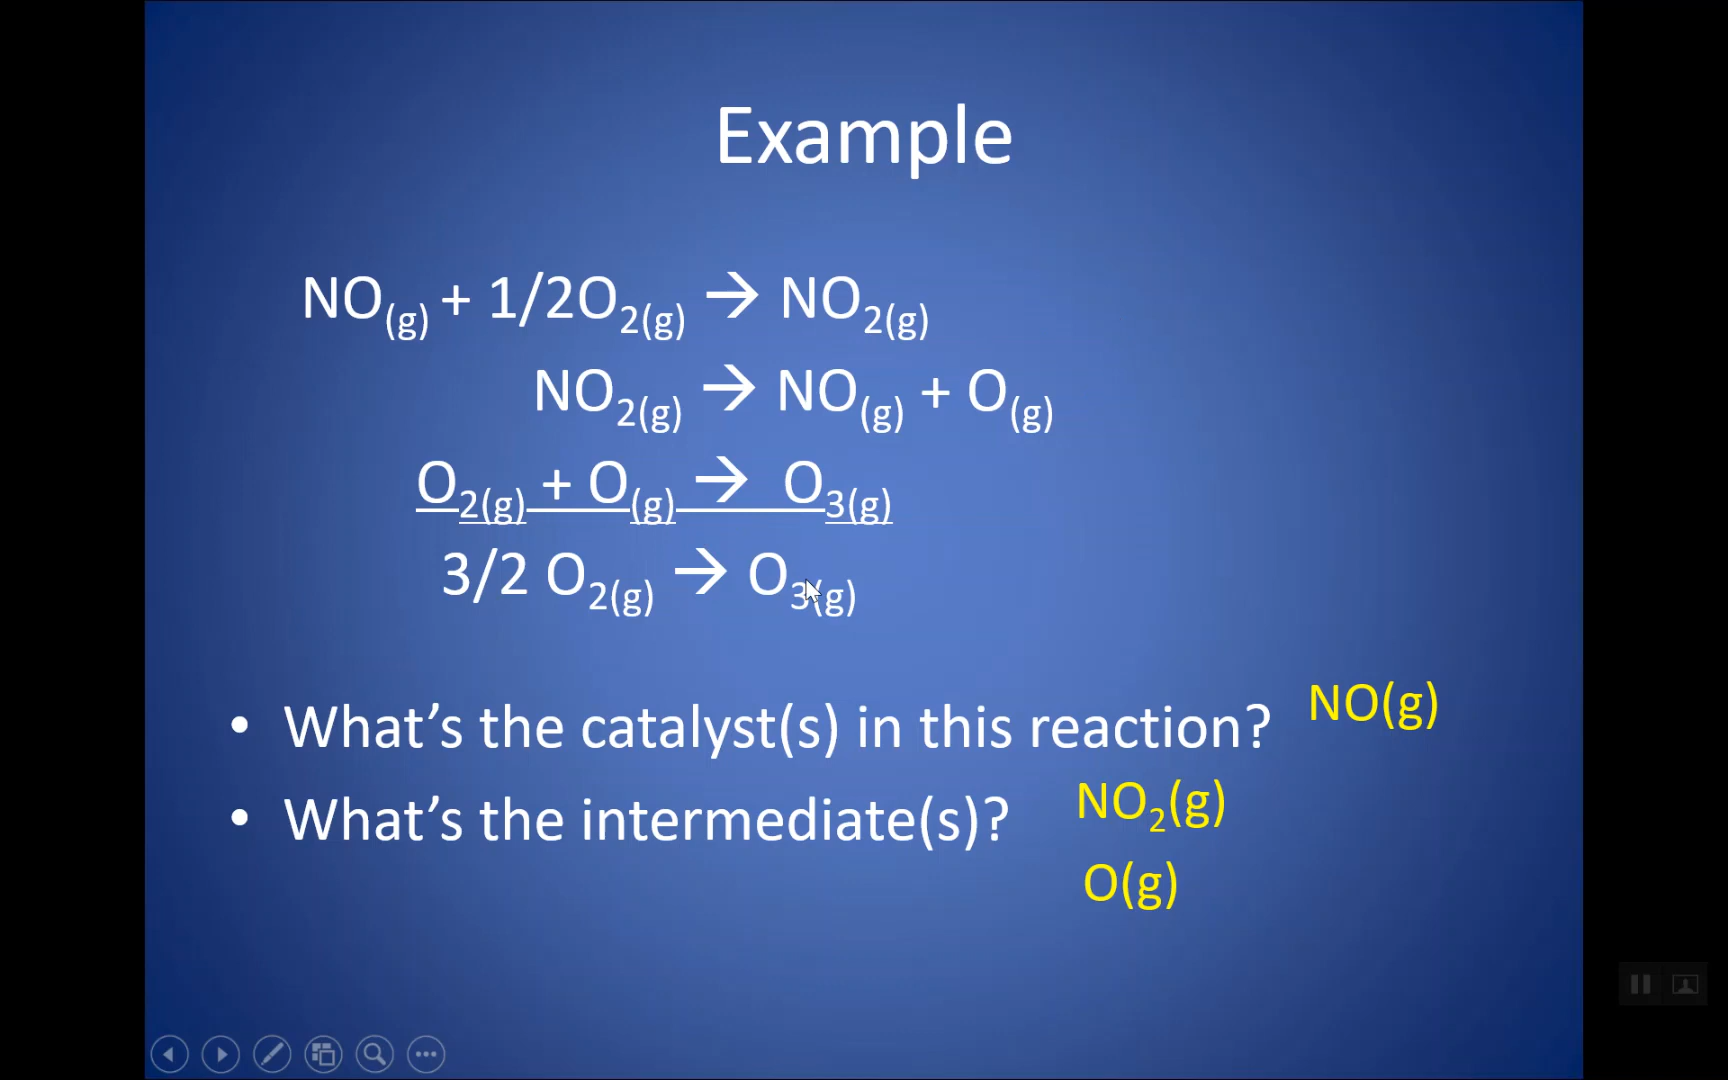 Example
NO(g) + 1/2O2(g) → NO2(g)
NO2(g) → NO(g) + O(g)
O2(g) + O(g) → O3(g)
3/2 O2(g) → O3(g)
• What’s the catalyst(s) in this reaction? NO(g)
• What’s the intermediate(s)? NO2(g)
O(g)